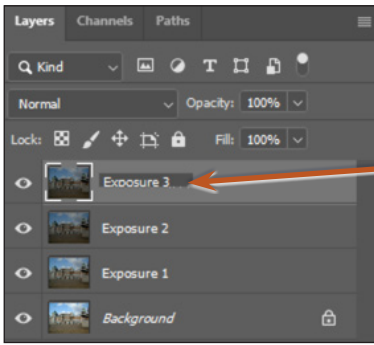 Layers Channels Paths
Kind T
Normal Opacity: 100%
Lock: Fill: 100%
Exposure 3
Exposure 2
Exposure 1
Background